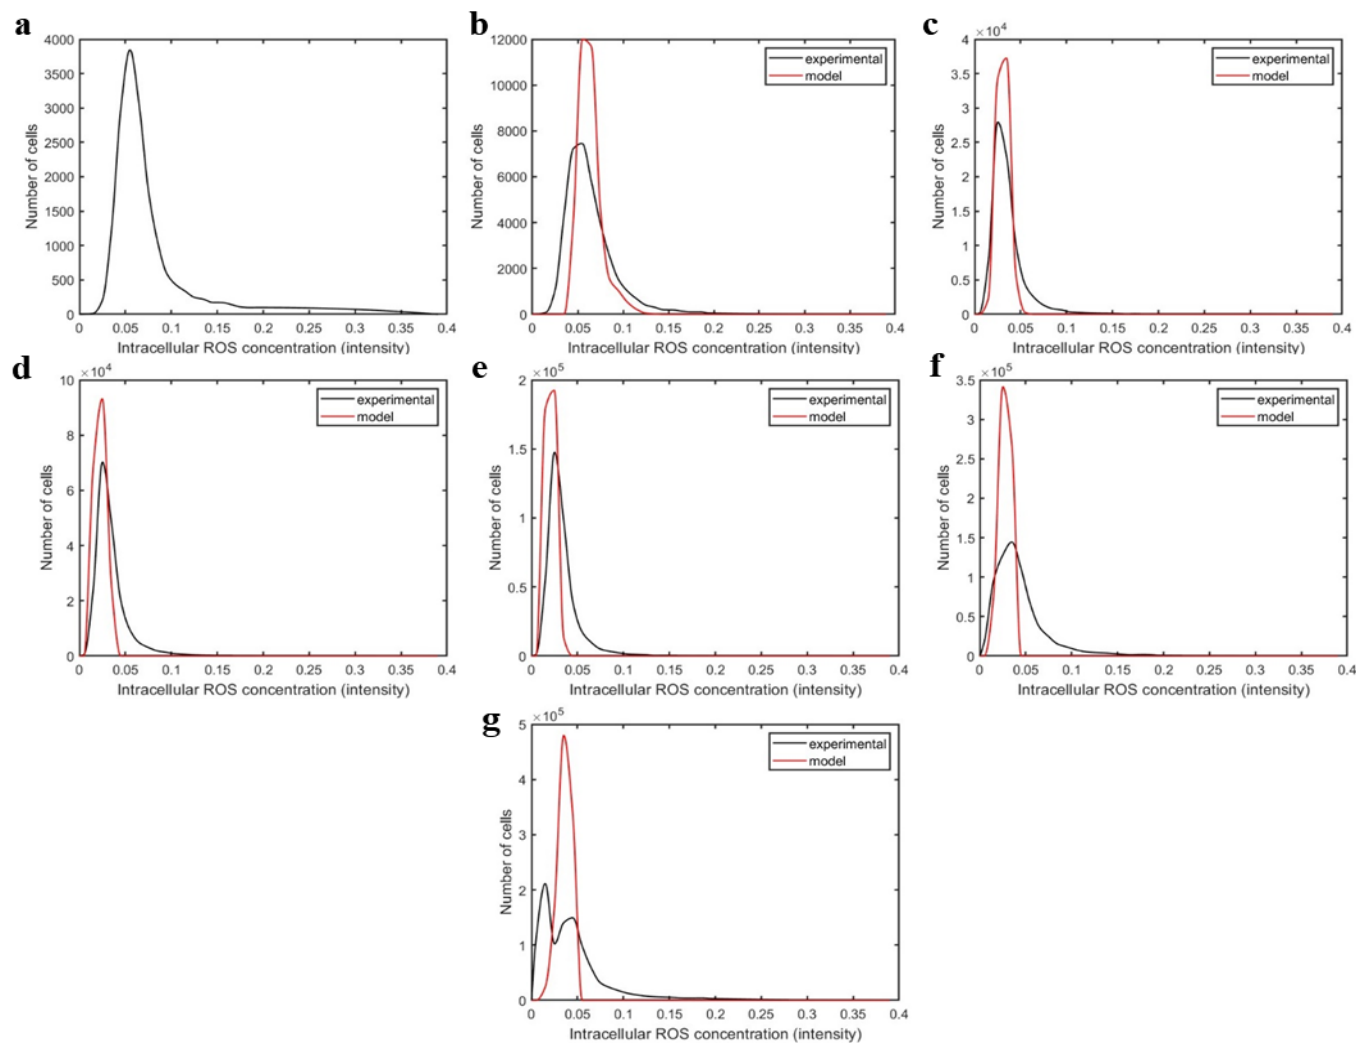 a
4000
3500
3000
2500
2000
1500
1000
500
0
Number of cells
0 0.05 0.1 0.15 0.2 0.25 0.3 0.35 0.4
Intracellular ROS concentration (intensity)
b
12000
10000
8000
6000
4000
2000
0
Number of cells
experimental
model
0 0.05 0.1 0.15 0.2 0.25 0.3 0.35 0.4
Intracellular ROS concentration (intensity)
c
×10⁴
4
3.5
3
2.5
2
1.5
1
0.5
0
Number of cells
experimental
model
0 0.05 0.1 0.15 0.2 0.25 0.3 0.35 0.4
Intracellular ROS concentration (intensity)
d
×10⁴
10
8
6
4
2
0
Number of cells
experimental
model
0 0.05 0.1 0.15 0.2 0.25 0.3 0.35 0.4
Intracellular ROS concentration (intensity)
e
×10⁵
2
1.5
1
0.5
0
Number of cells
experimental
model
0 0.05 0.1 0.15 0.2 0.25 0.3 0.35 0.4
Intracellular ROS concentration (intensity)
f
×10⁵
3.5
3
2.5
2
1.5
1
0.5
0
Number of cells
experimental
model
0 0.05 0.1 0.15 0.2 0.25 0.3 0.35 0.4
Intracellular ROS concentration (intensity)
g
×10⁵
5
4
3
2
1
0
Number of cells
experimental
model
0 0.05 0.1 0.15 0.2 0.25 0.3 0.35 0.4
Intracellular ROS concentration (intensity)